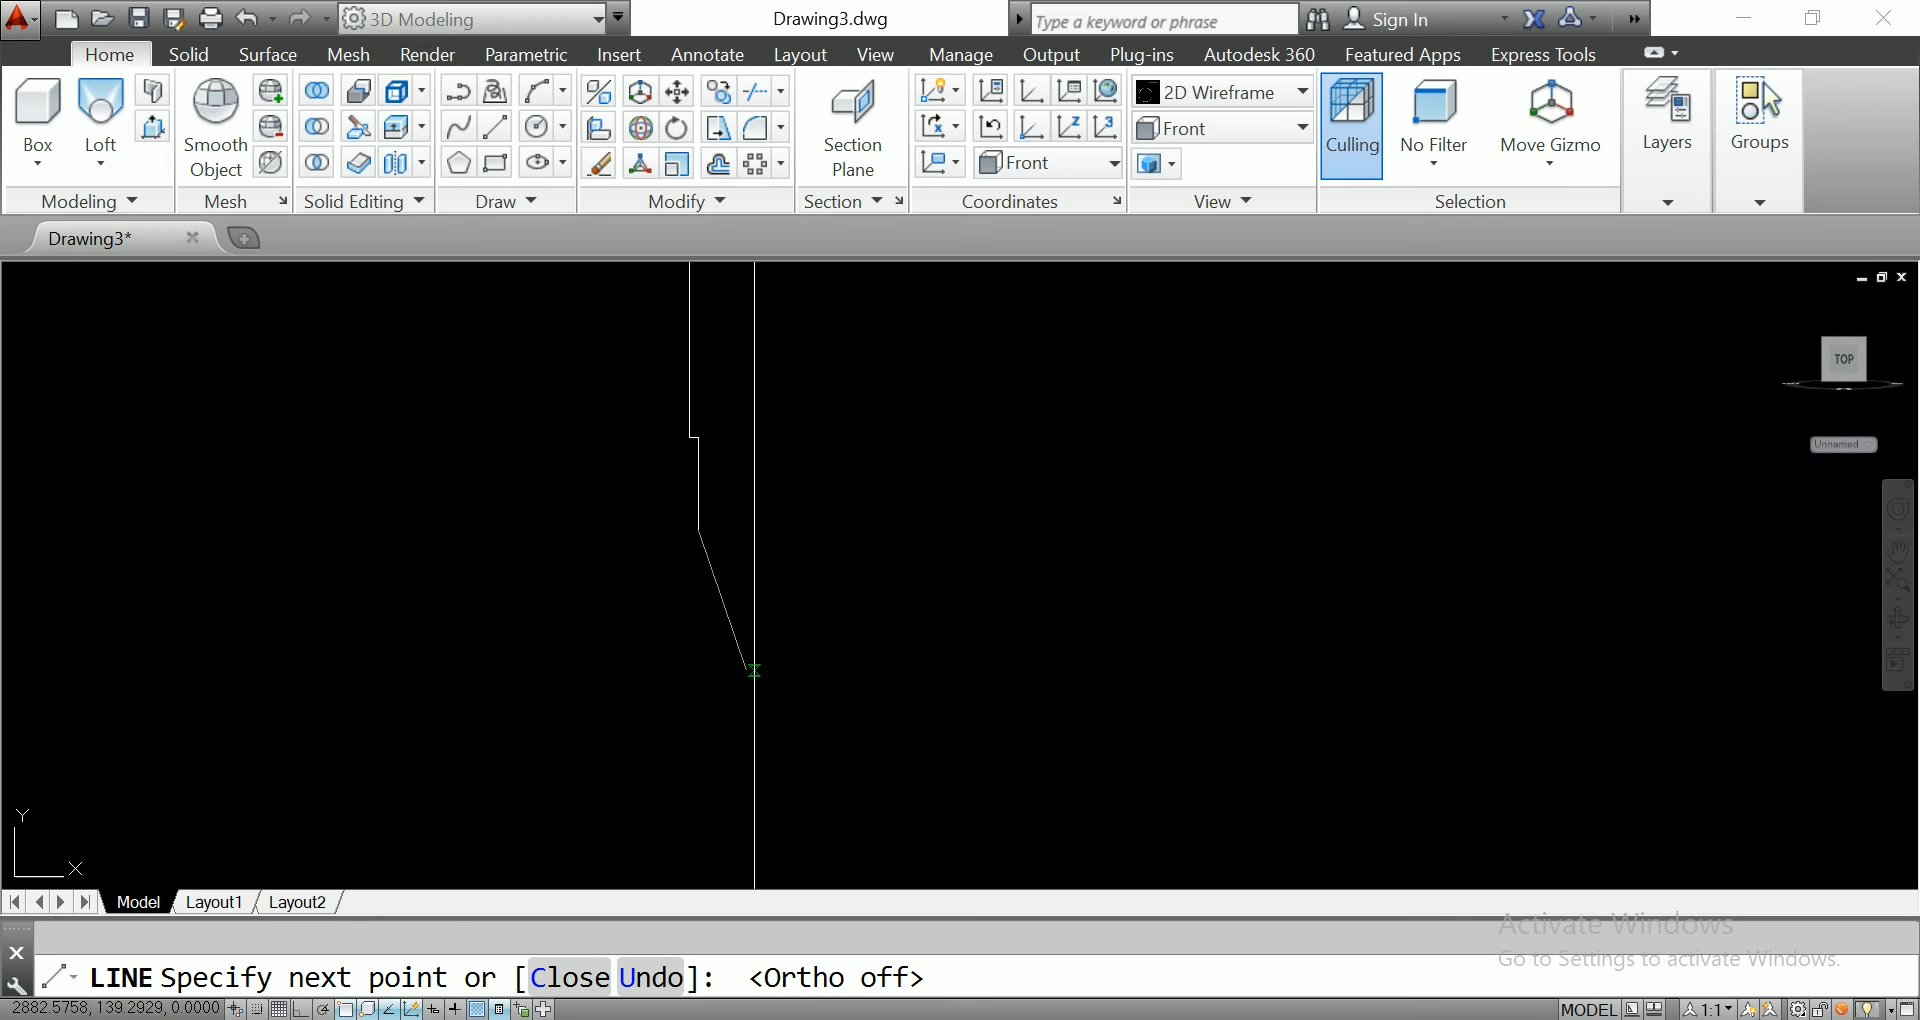 3D Modeling
Drawing3.dwg
Type a keyword or phrase
Sign In
Home Solid Surface Mesh Render Parametric Insert Annotate Layout View Manage Output Plug-ins Autodesk 360 Featured Apps Express Tools
Box
Loft
Smooth
Object
Section
Plane
2D Wireframe
Front
Front
Culling
No Filter
Move Gizmo
Layers
Groups
Modeling
Mesh
Solid Editing
Draw
Modify
Section
Coordinates
View
Selection
Drawing3*
TOP
Unnamed
Y
X
Model
Layout1
Layout2
Activate Windows
Go to Settings to activate Windows.
LINE Specify next point or [Close Undo]: <Ortho off>
2882.5758, 139.2929, 0.0000
MODEL
1:1